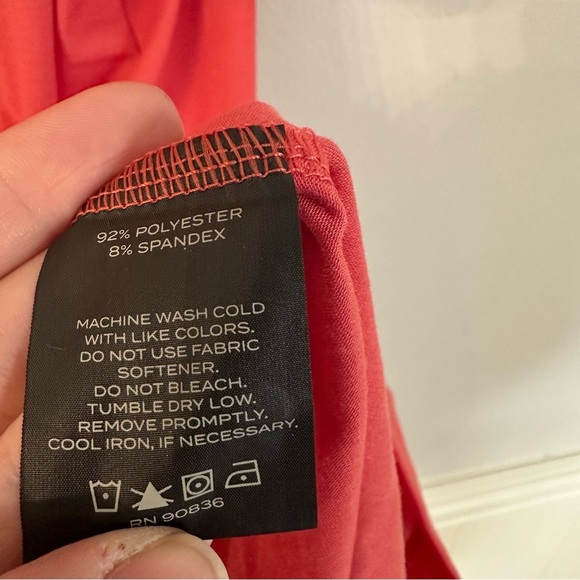 92% POLYESTER
8% SPANDEX
MACHINE WASH COLD
WITH LIKE COLORS.
DO NOT USE FABRIC
SOFTENER.
DO NOT BLEACH.
TUMBLE DRY LOW.
REMOVE PROMPTLY.
COOL IRON, IF NECESSARY.
RN 90836